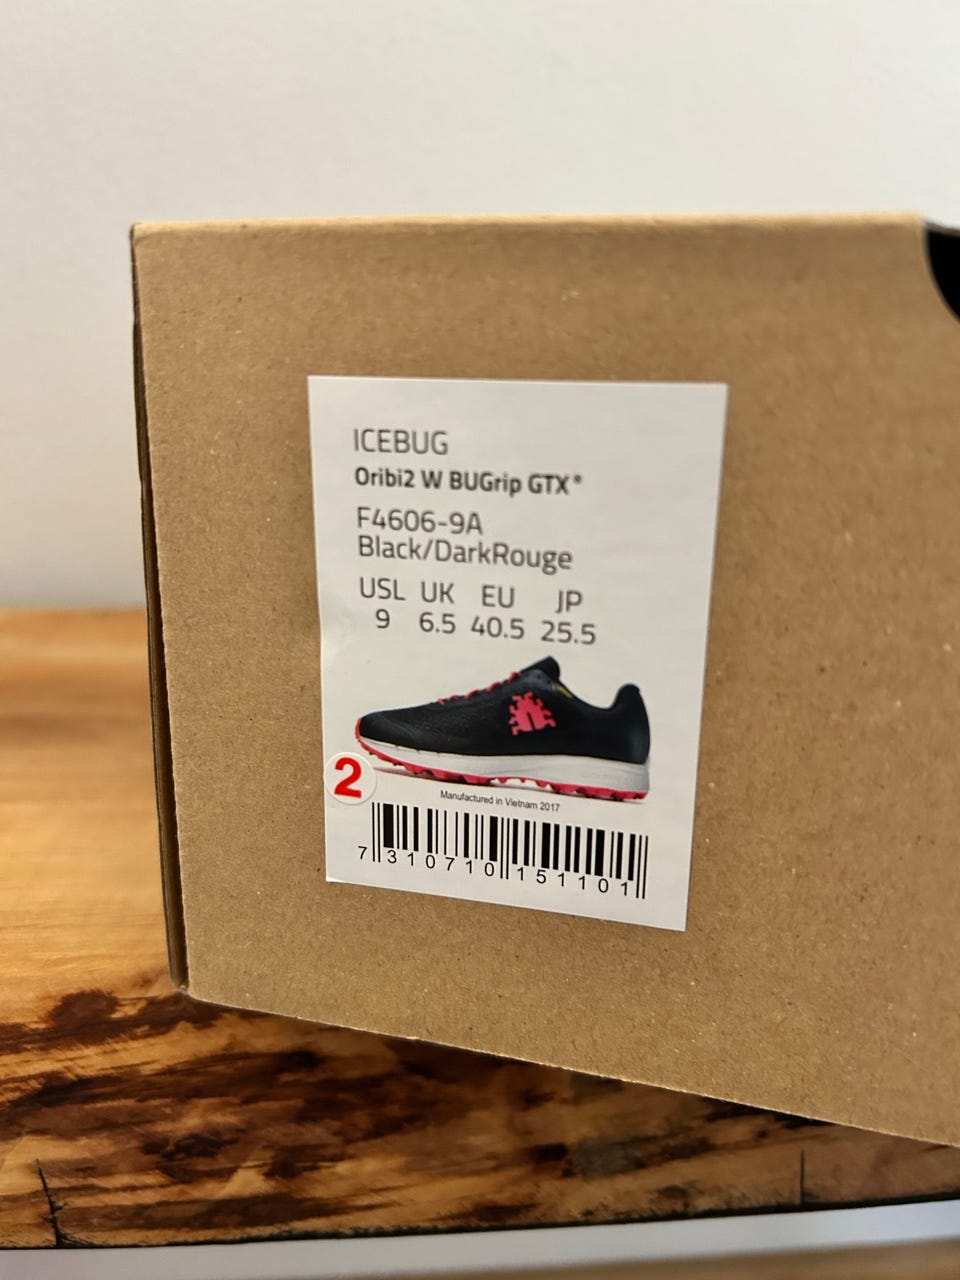 ICEBUG
Oribi2 W BUGrip GTX®
F4606-9A
Black/DarkRouge
USL UK EU JP
9 6.5 40.5 25.5
2
Manufactured in Vietnam 2017
7 310710 151101